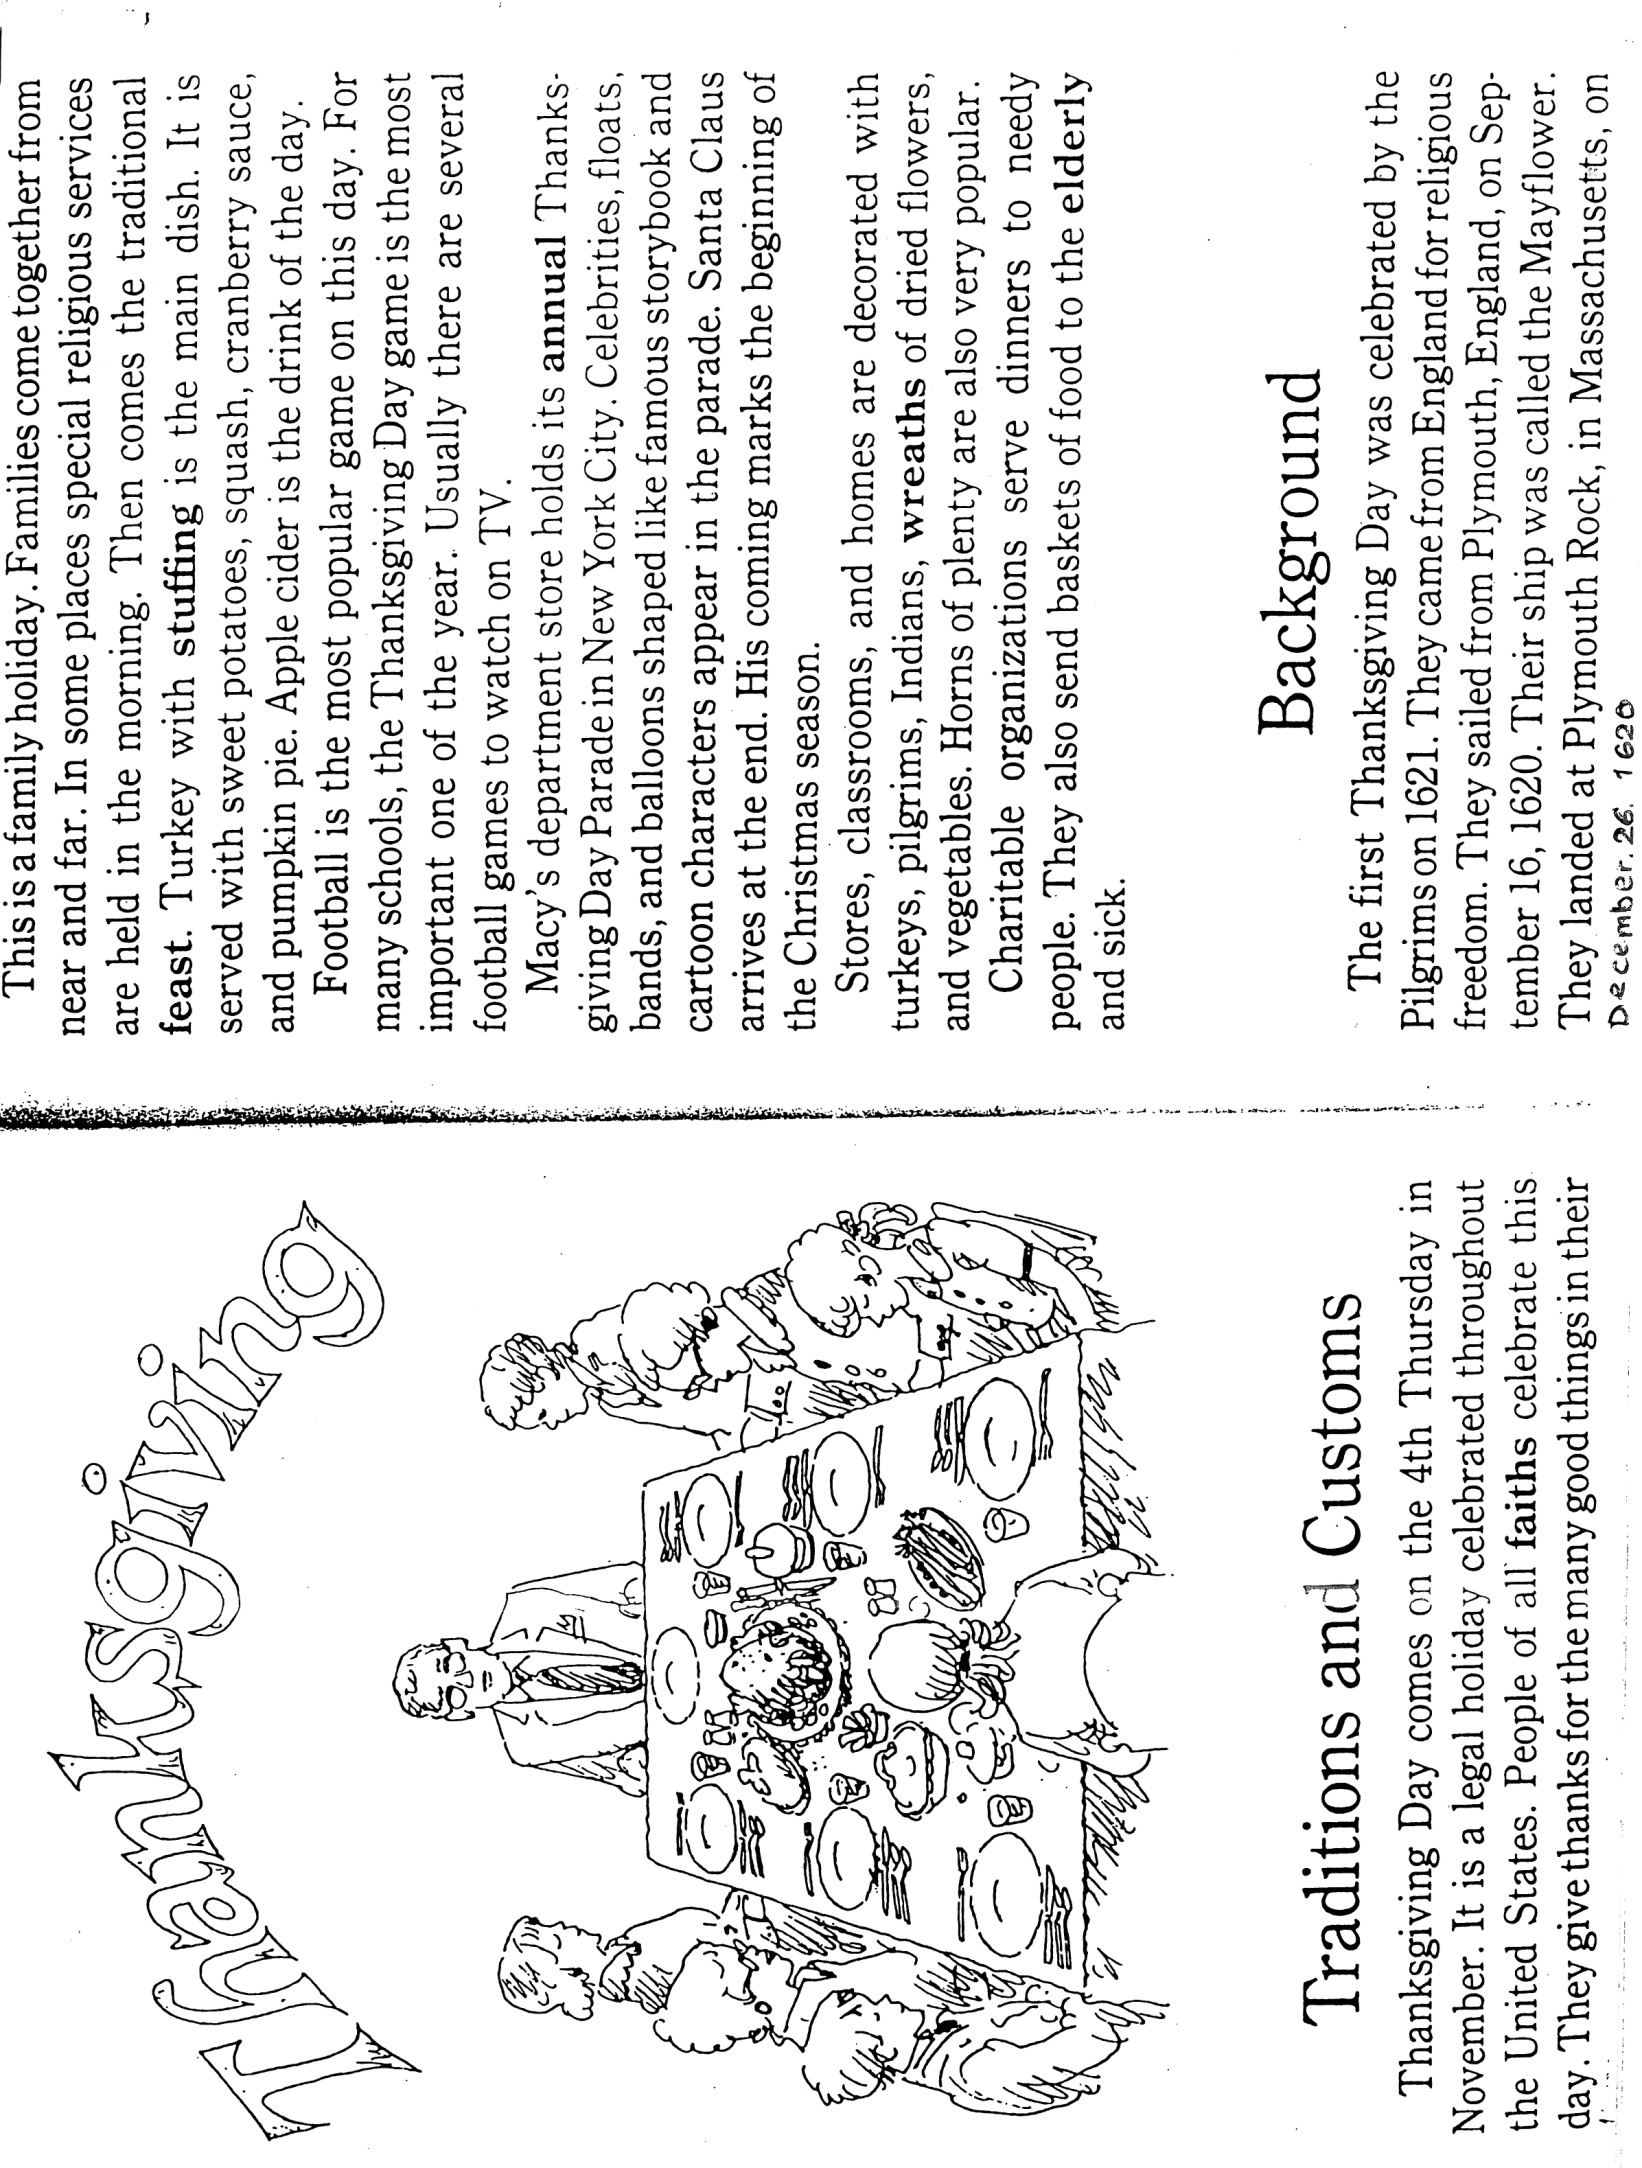 Thanksgiving
Traditions and Customs
Thanksgiving Day comes on the 4th Thursday in
November. It is a legal holiday celebrated throughout
the United States. People of all faiths celebrate this
day. They give thanks for the many good things in their
This is a family holiday. Families come together from
near and far. In some places special religious services
are held in the morning. Then comes the traditional
feast. Turkey with stuffing is the main dish. It is
served with sweet potatoes, squash, cranberry sauce,
and pumpkin pie. Apple cider is the drink of the day.
Football is the most popular game on this day. For
many schools, the Thanksgiving Day game is the most
important one of the year. Usually there are several
football games to watch on TV.
Macy's department store holds its annual Thanks-
giving Day Parade in New York City. Celebrities, floats,
bands, and balloons shaped like famous storybook and
cartoon characters appear in the parade. Santa Claus
arrives at the end. His coming marks the beginning of
the Christmas season.
Stores, classrooms, and homes are decorated with
turkeys, pilgrims, Indians, wreaths of dried flowers,
and vegetables. Horns of plenty are also very popular.
Charitable organizations serve dinners to needy
people. They also send baskets of food to the elderly
and sick.
Background
The first Thanksgiving Day was celebrated by the
Pilgrims on 1621. They came from England for religious
freedom. They sailed from Plymouth, England, on Sep-
tember 16, 1620. Their ship was called the Mayflower.
They landed at Plymouth Rock, in Massachusetts, on
December. 26. 1620